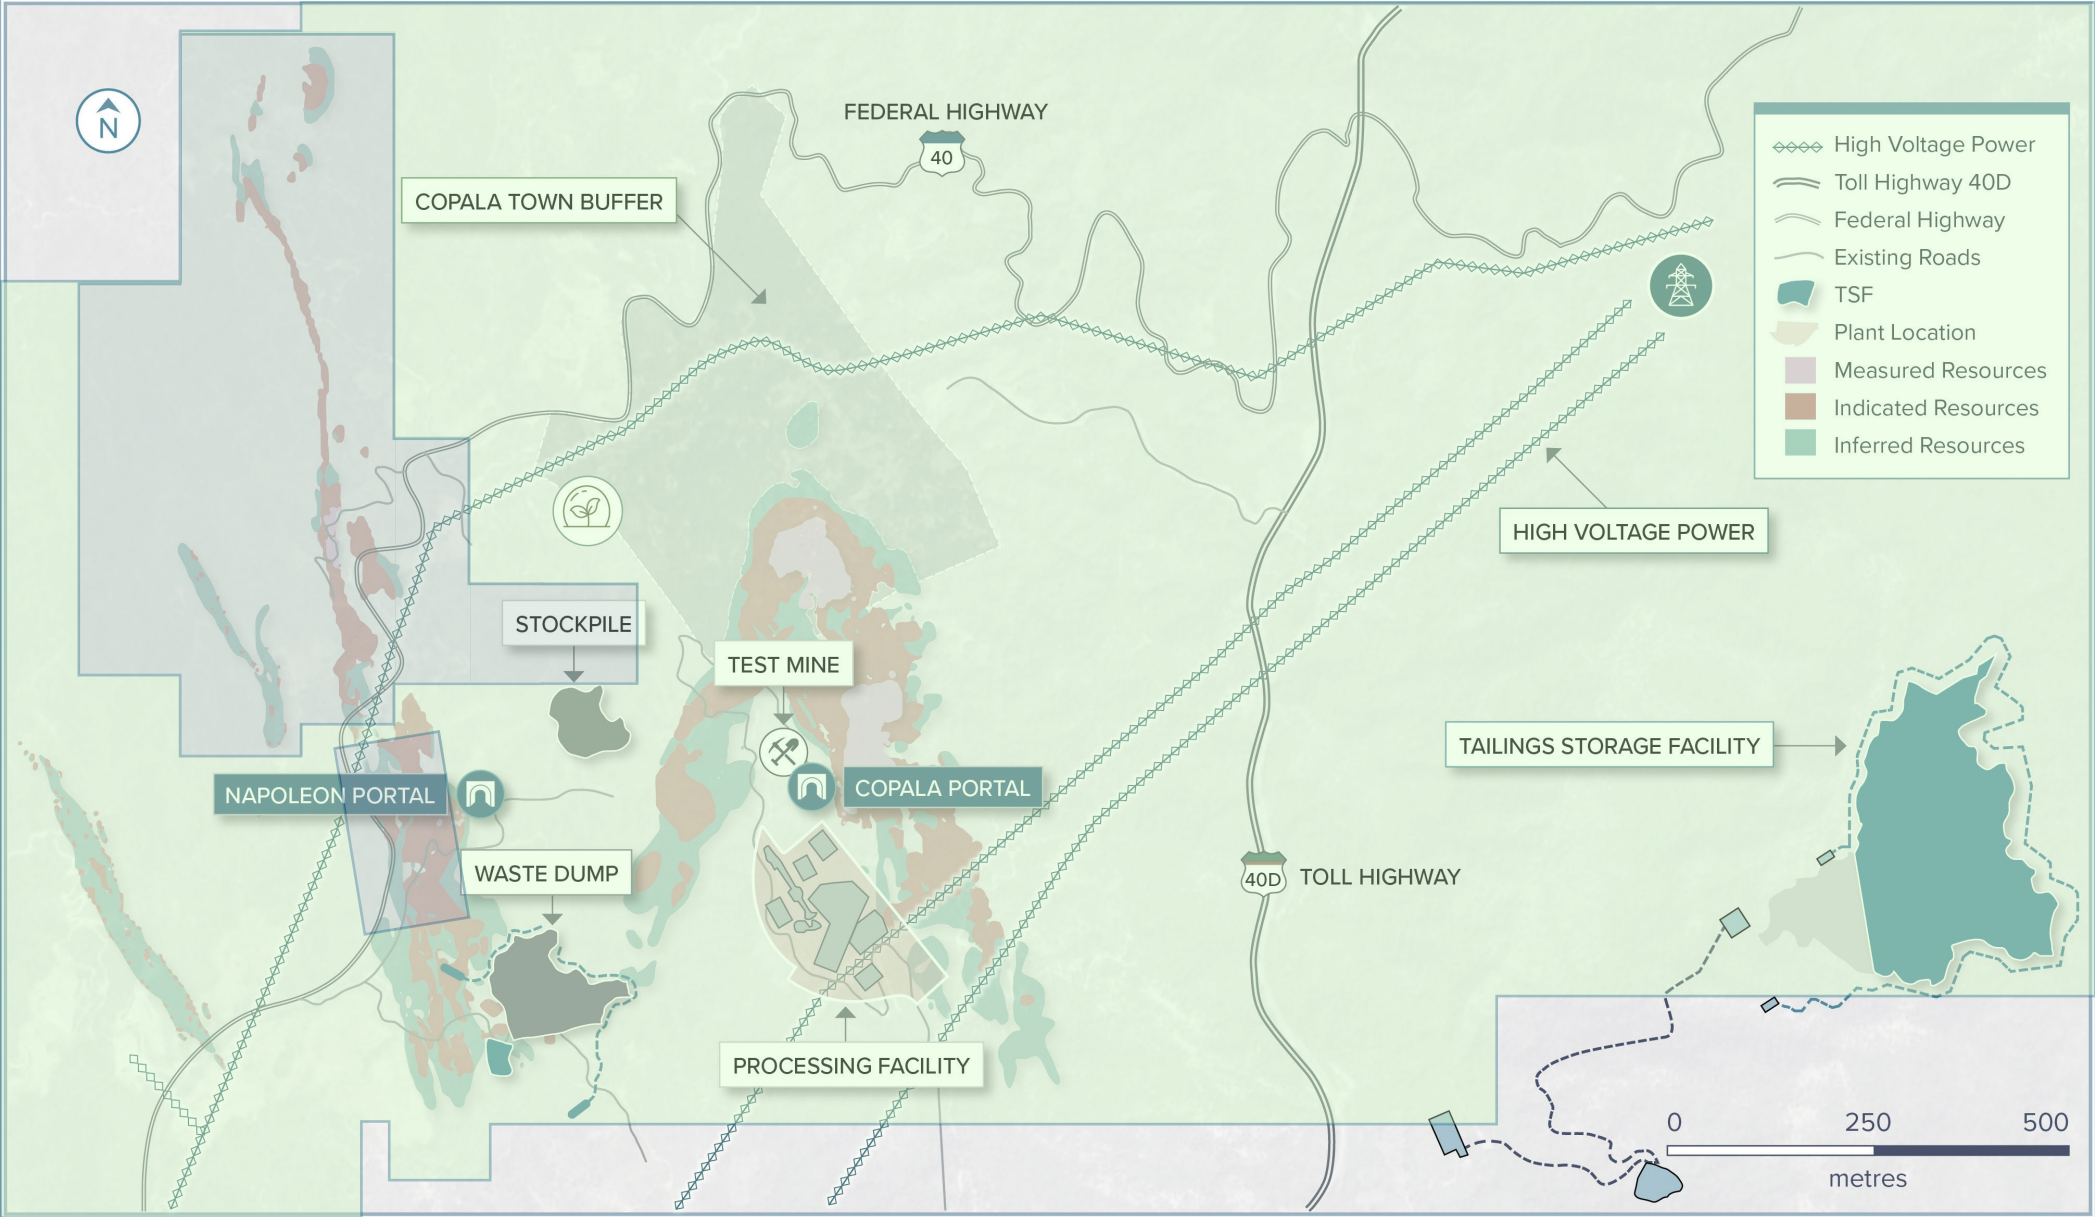 N
FEDERAL HIGHWAY
40
COPALA TOWN BUFFER
High Voltage Power
Toll Highway 40D
Federal Highway
Existing Roads
TSF
Plant Location
Measured Resources
Indicated Resources
Inferred Resources
HIGH VOLTAGE POWER
STOCKPILE
TEST MINE
TAILINGS STORAGE FACILITY
NAPOLEON PORTAL
COPALA PORTAL
WASTE DUMP
40D
TOLL HIGHWAY
PROCESSING FACILITY
0 250 500
metres